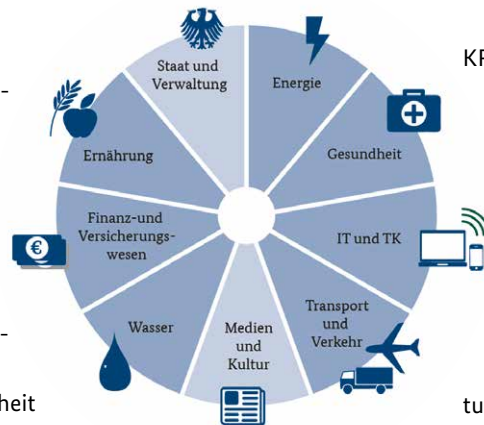 Staat und
Verwaltung
Energie
Gesundheit
IT und TK
Transport
und
Verkehr
Medien
und
Kultur
Wasser
Finanz-und
Versicherungs-
wesen
€
Ernährung
-
-
heit
tu